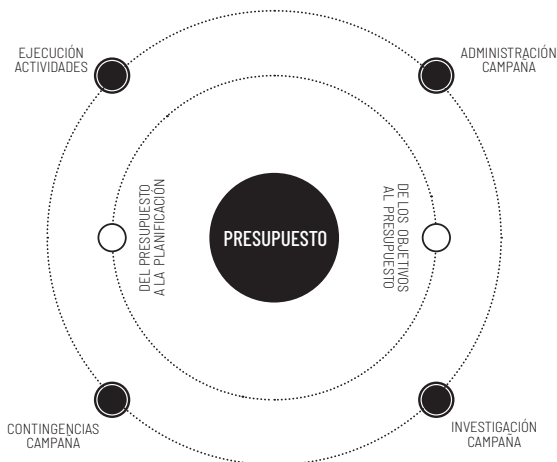 EJECUCIÓN
ACTIVIDADES
ADMINISTRACIÓN
CAMPAÑA
DEL PRESUPUESTO
A LA PLANIFICACIÓN
PRESUPUESTO
DE LOS OBJETIVOS
AL PRESUPUESTO
CONTINGENCIAS
CAMPAÑA
INVESTIGACIÓN
CAMPAÑA